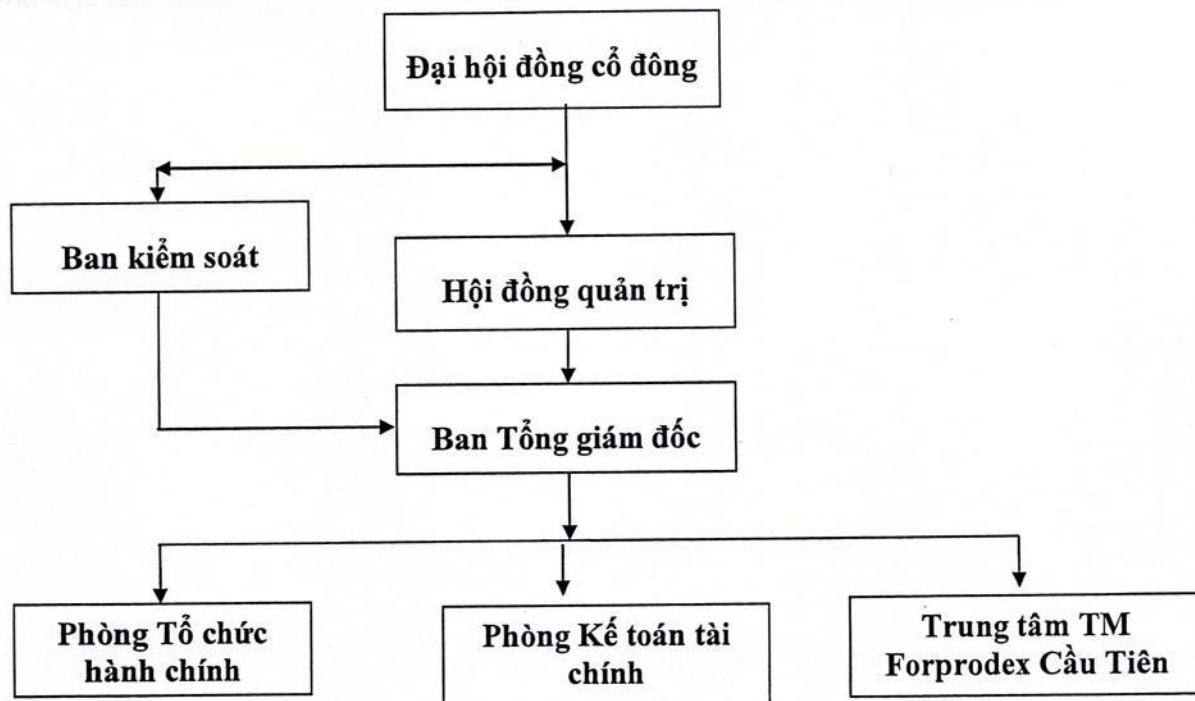 Đại hội đồng cổ đông
Ban kiểm soát
Hội đồng quản trị
Ban Tổng giám đốc
Phòng Tổ chức
hành chính
Phòng Kế toán tài
chính
Trung tâm TM
Forprodex Cầu Tiên